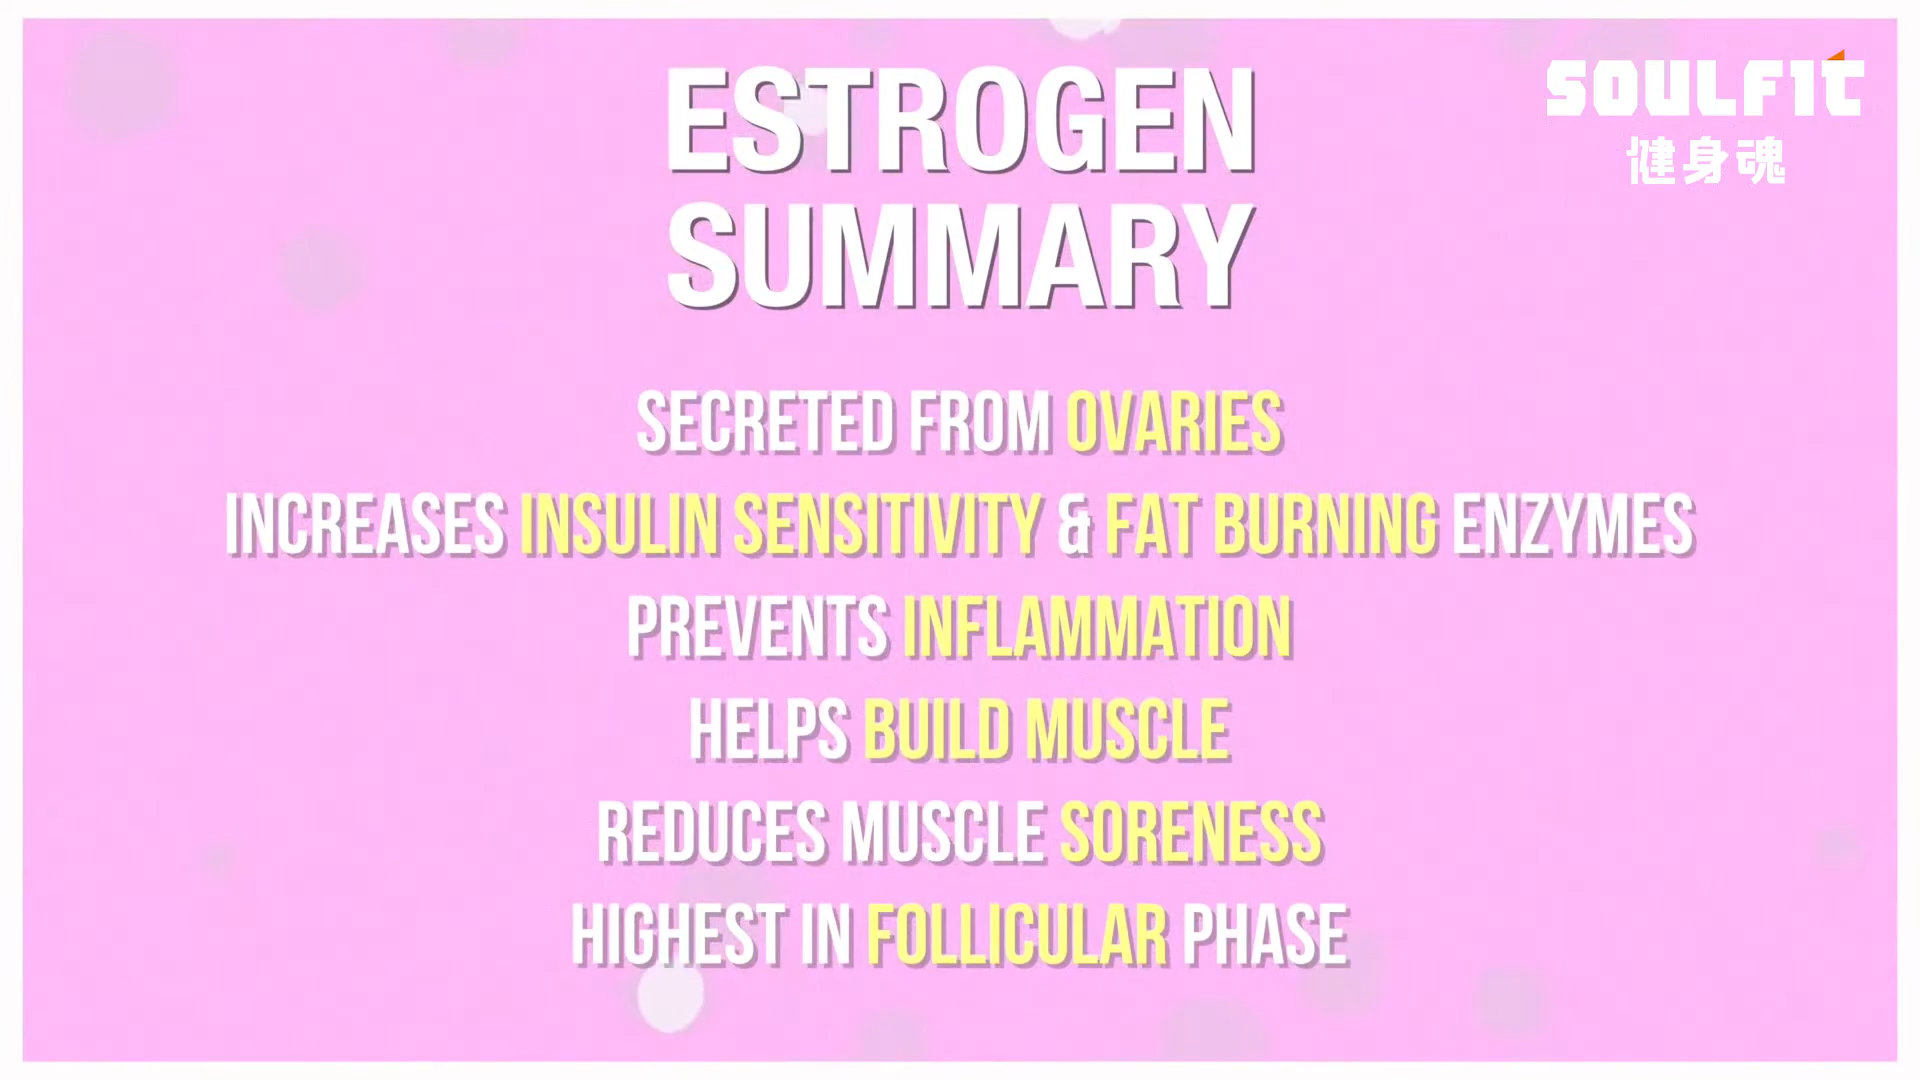 ESTROGEN
SUMMARY
SOULFIT
健身魂
SECRETED FROM OVARIES
INCREASES INSULIN SENSITIVITY & FAT BURNING ENZYMES
PREVENTS INFLAMMATION
HELPS BUILD MUSCLE
REDUCES MUSCLE SORENESS
HIGHEST IN FOLLICULAR PHASE